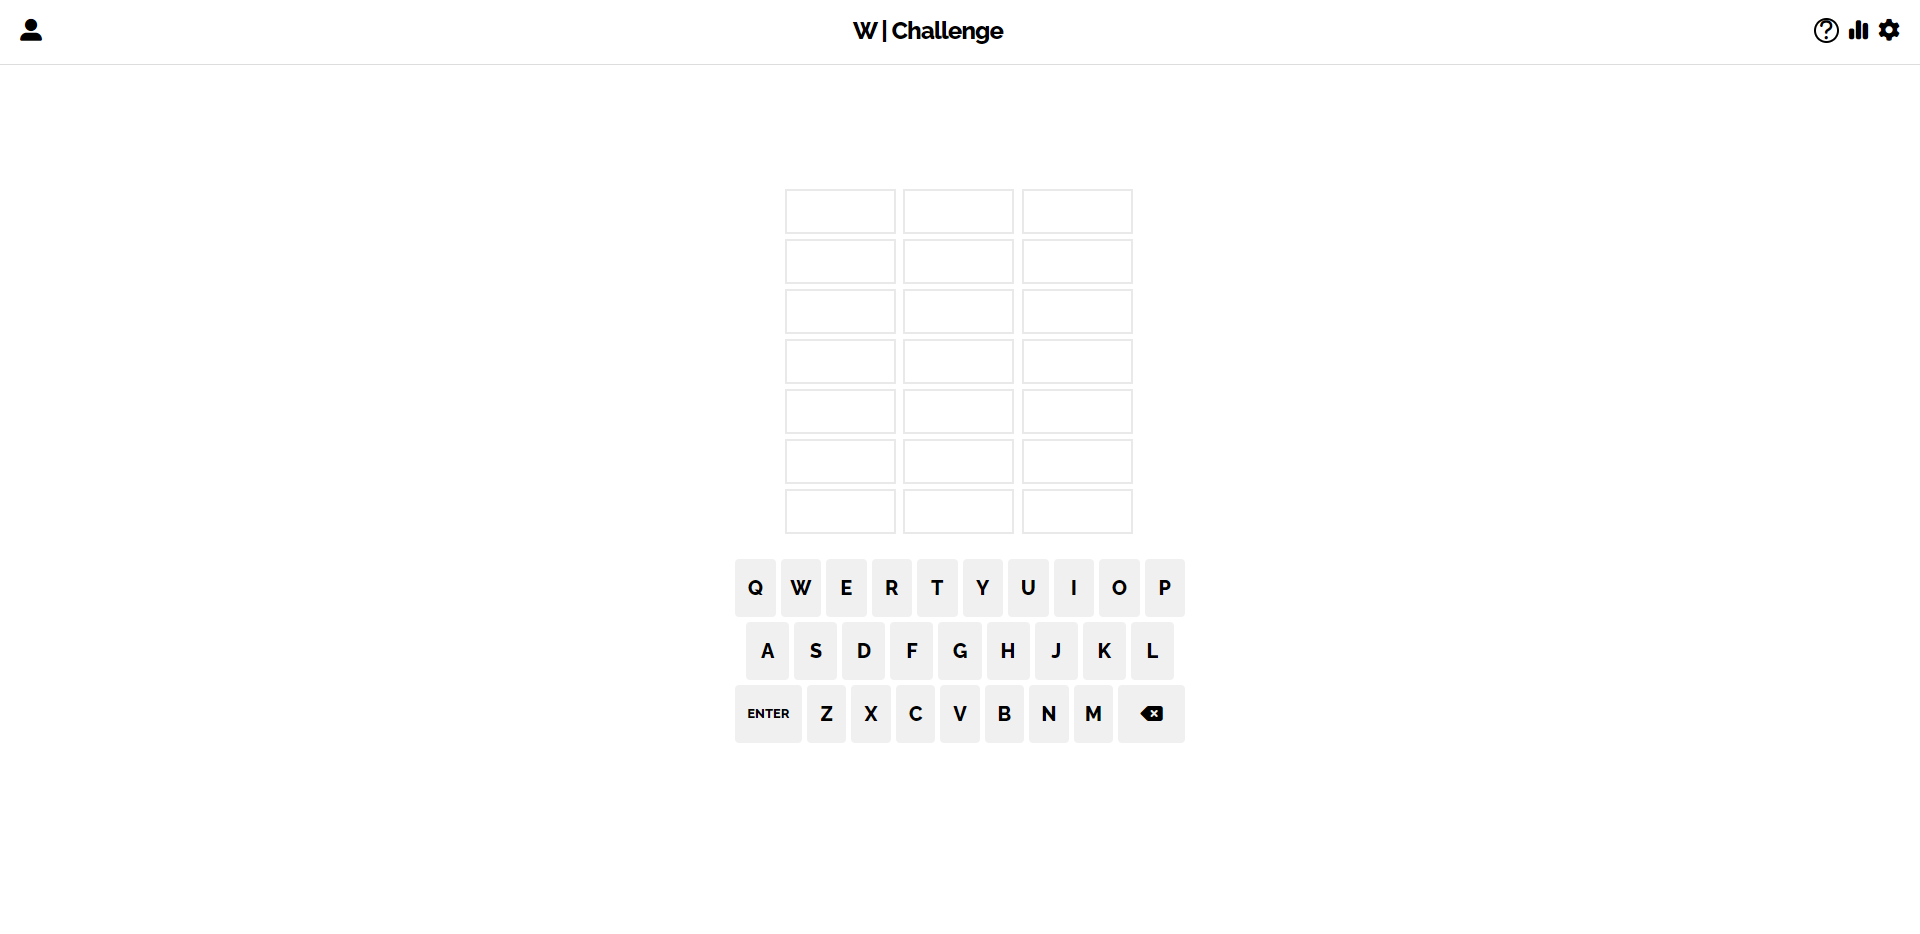 W | Challenge
Q W E R T Y U I O P
A S D F G H J K L
ENTER Z X C V B N M